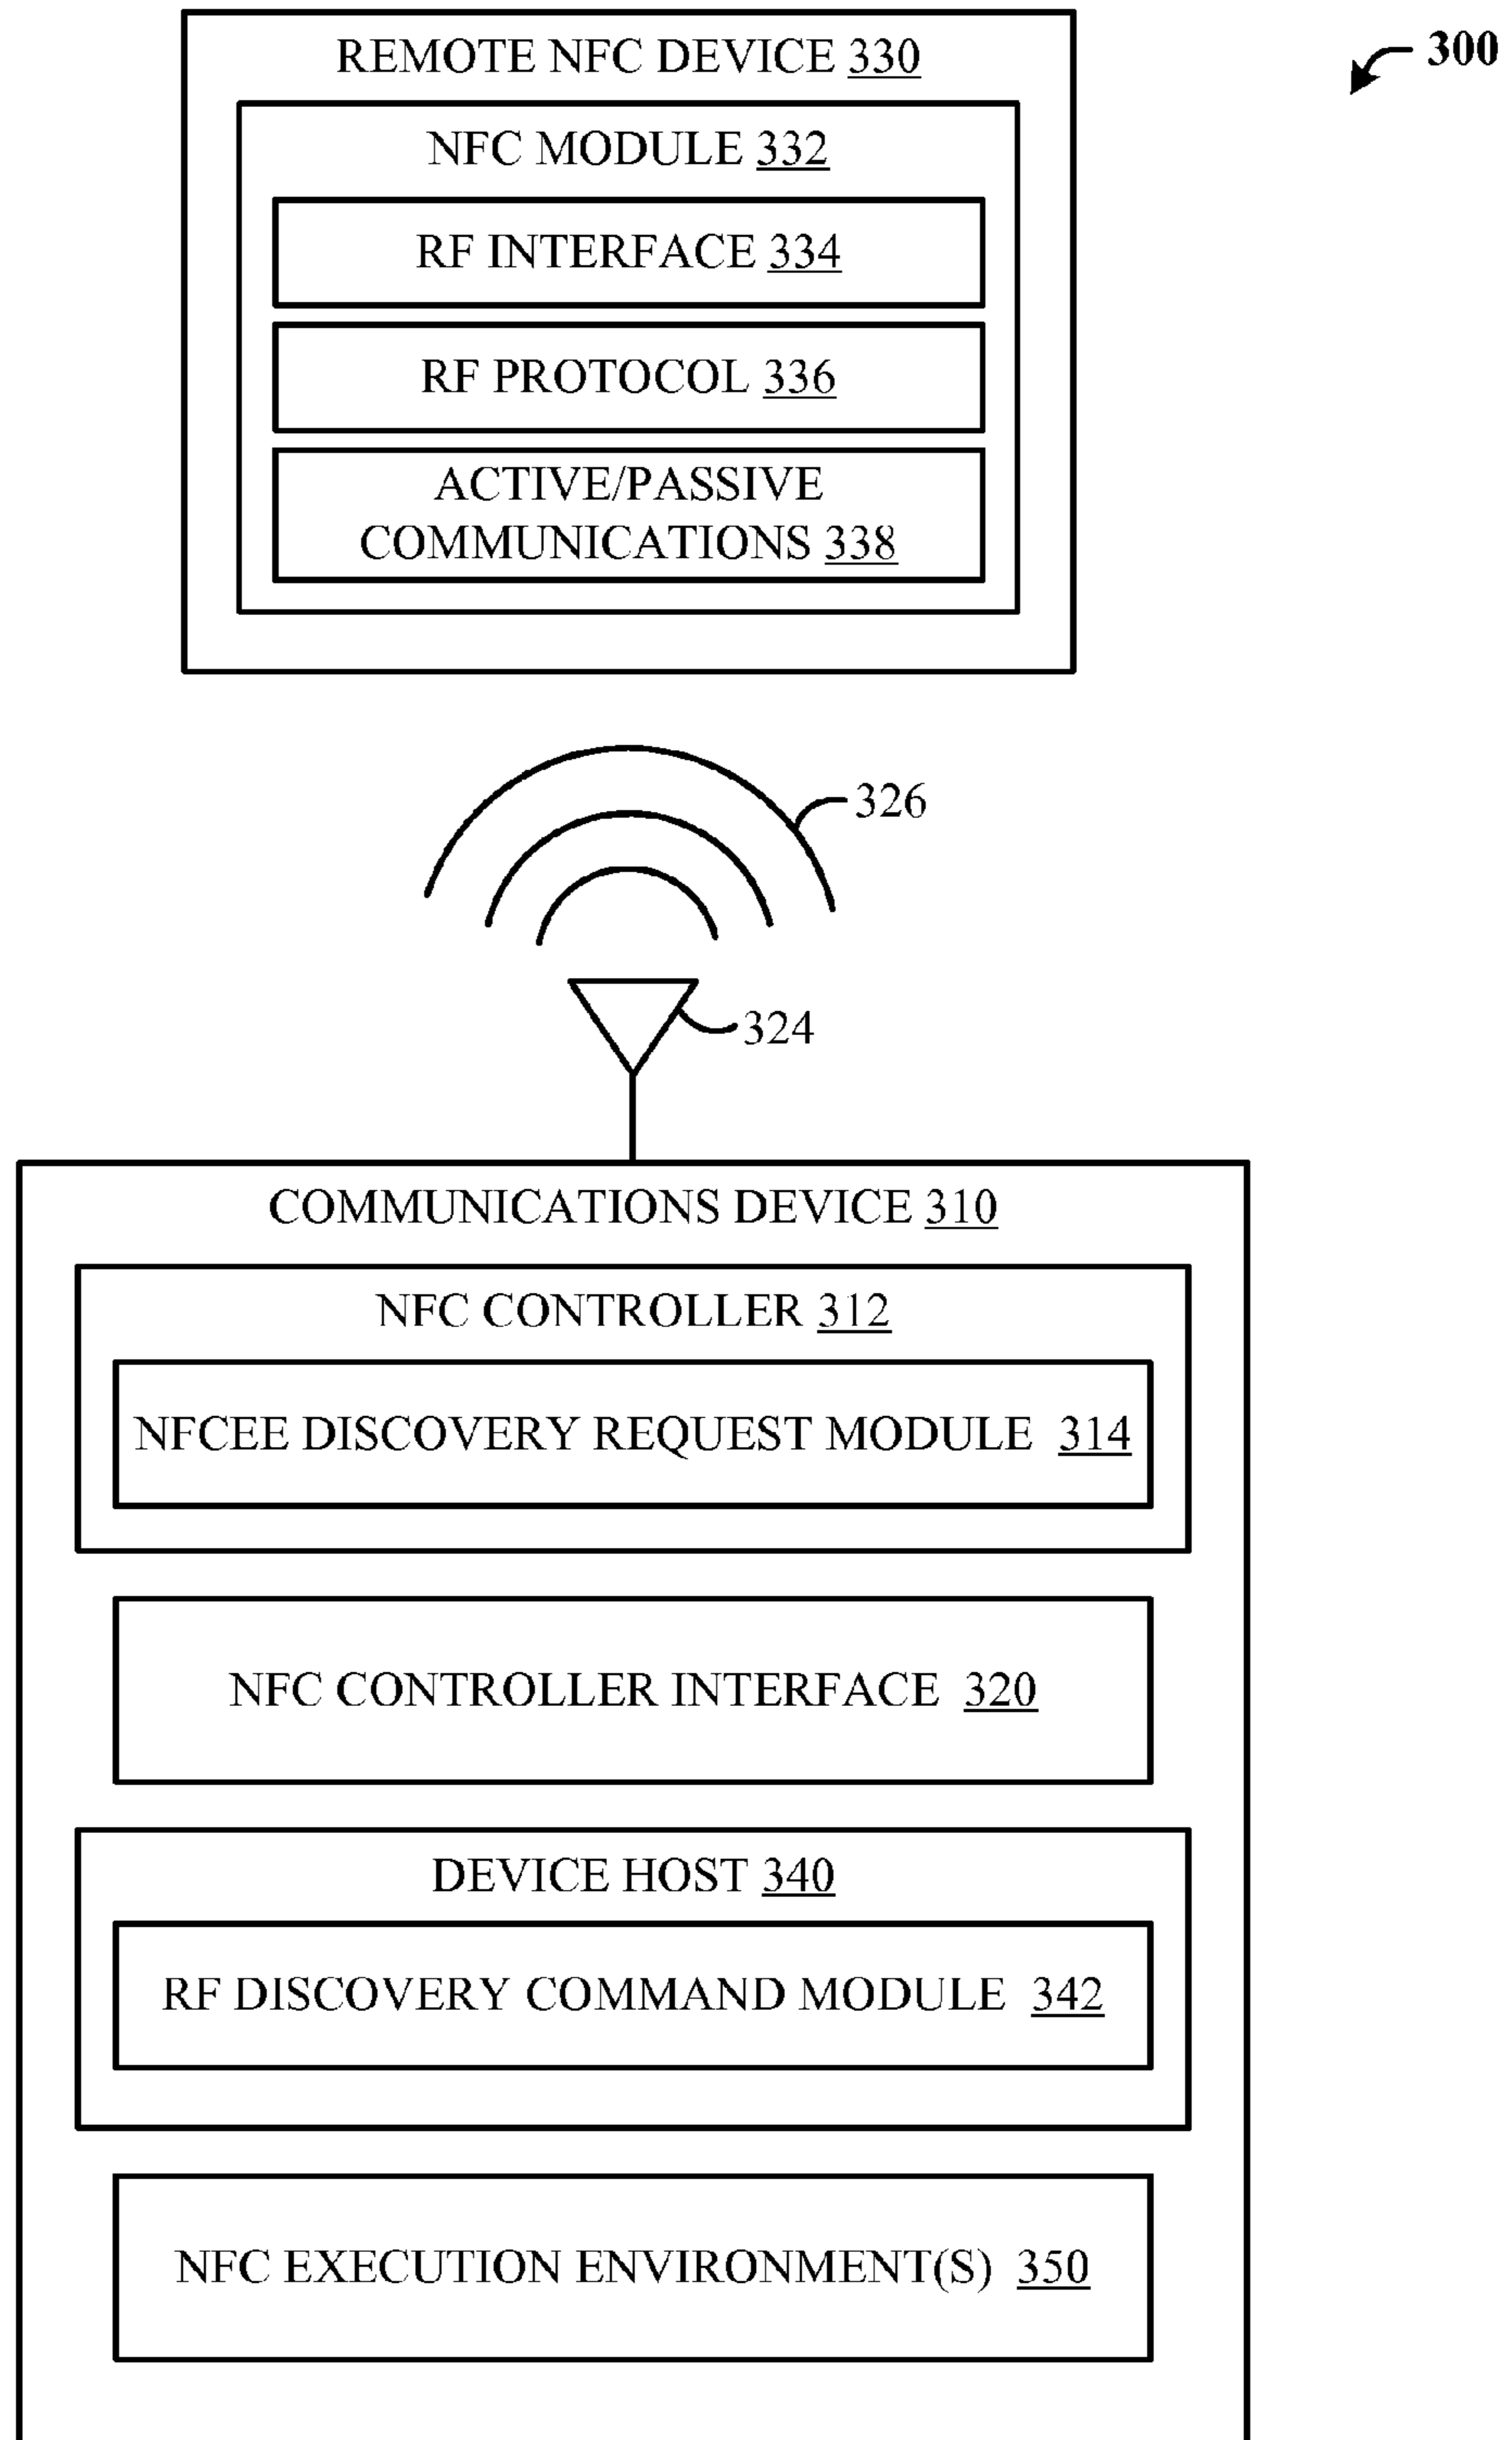 300
REMOTE NFC DEVICE 330
NFC MODULE 332
RF INTERFACE 334
RF PROTOCOL 336
ACTIVE/PASSIVE
COMMUNICATIONS 338
326
324
COMMUNICATIONS DEVICE 310
NFC CONTROLLER 312
NFCEE DISCOVERY REQUEST MODULE 314
NFC CONTROLLER INTERFACE 320
DEVICE HOST 340
RF DISCOVERY COMMAND MODULE 342
NFC EXECUTION ENVIRONMENT(S) 350